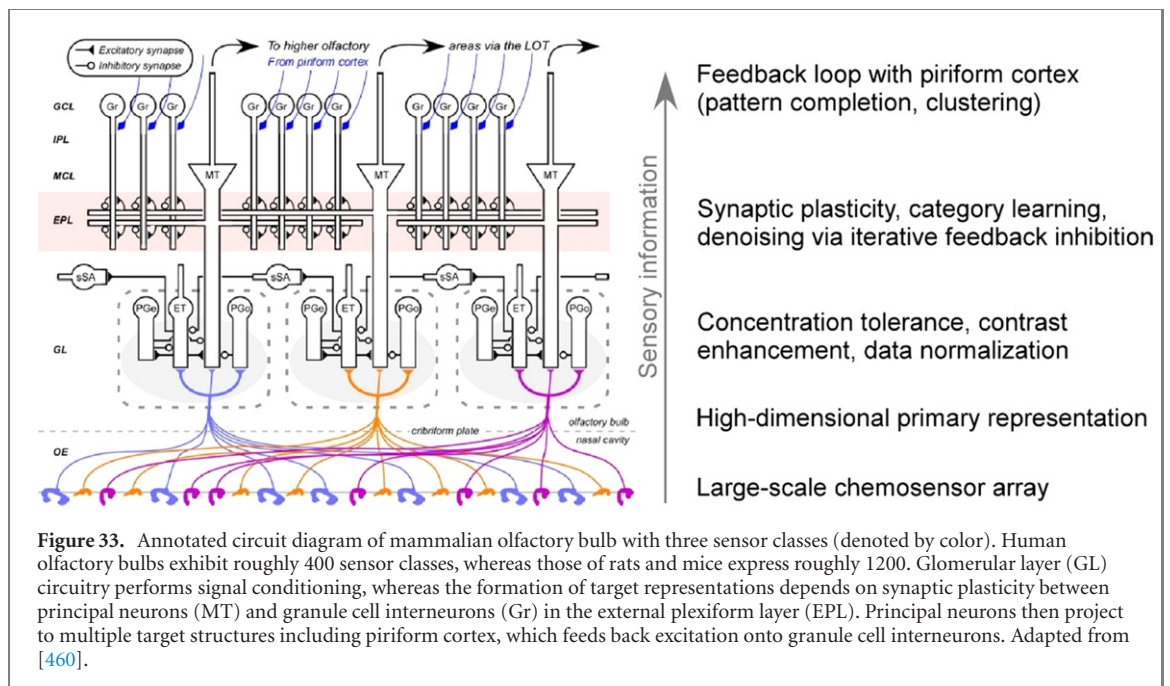 Excitatory synapse
Inhibitory synapse
To higher olfactory
areas via the LOT
From piriform cortex
GCL
Gr Gr Gr Gr Gr Gr Gr Gr Gr Gr Gr
IPL
MCL
MT MT MT
EPL
sSA sSA sSA
PGe ET PGo PGe ET PGo PGe ET PGo
GL
cribriform plate
olfactory bulb
nasal cavity
OE
Sensory information
Feedback loop with piriform cortex
(pattern completion, clustering)
Synaptic plasticity, category learning,
denoising via iterative feedback inhibition
Concentration tolerance, contrast
enhancement, data normalization
High-dimensional primary representation
Large-scale chemosensor array
Figure 33. Annotated circuit diagram of mammalian olfactory bulb with three sensor classes (denoted by color). Human
olfactory bulbs exhibit roughly 400 sensor classes, whereas those of rats and mice express roughly 1200. Glomerular layer (GL)
circuitry performs signal conditioning, whereas the formation of target representations depends on synaptic plasticity between
principal neurons (MT) and granule cell interneurons (Gr) in the external plexiform layer (EPL). Principal neurons then project
to multiple target structures including piriform cortex, which feeds back excitation onto granule cell interneurons. Adapted from
[460].